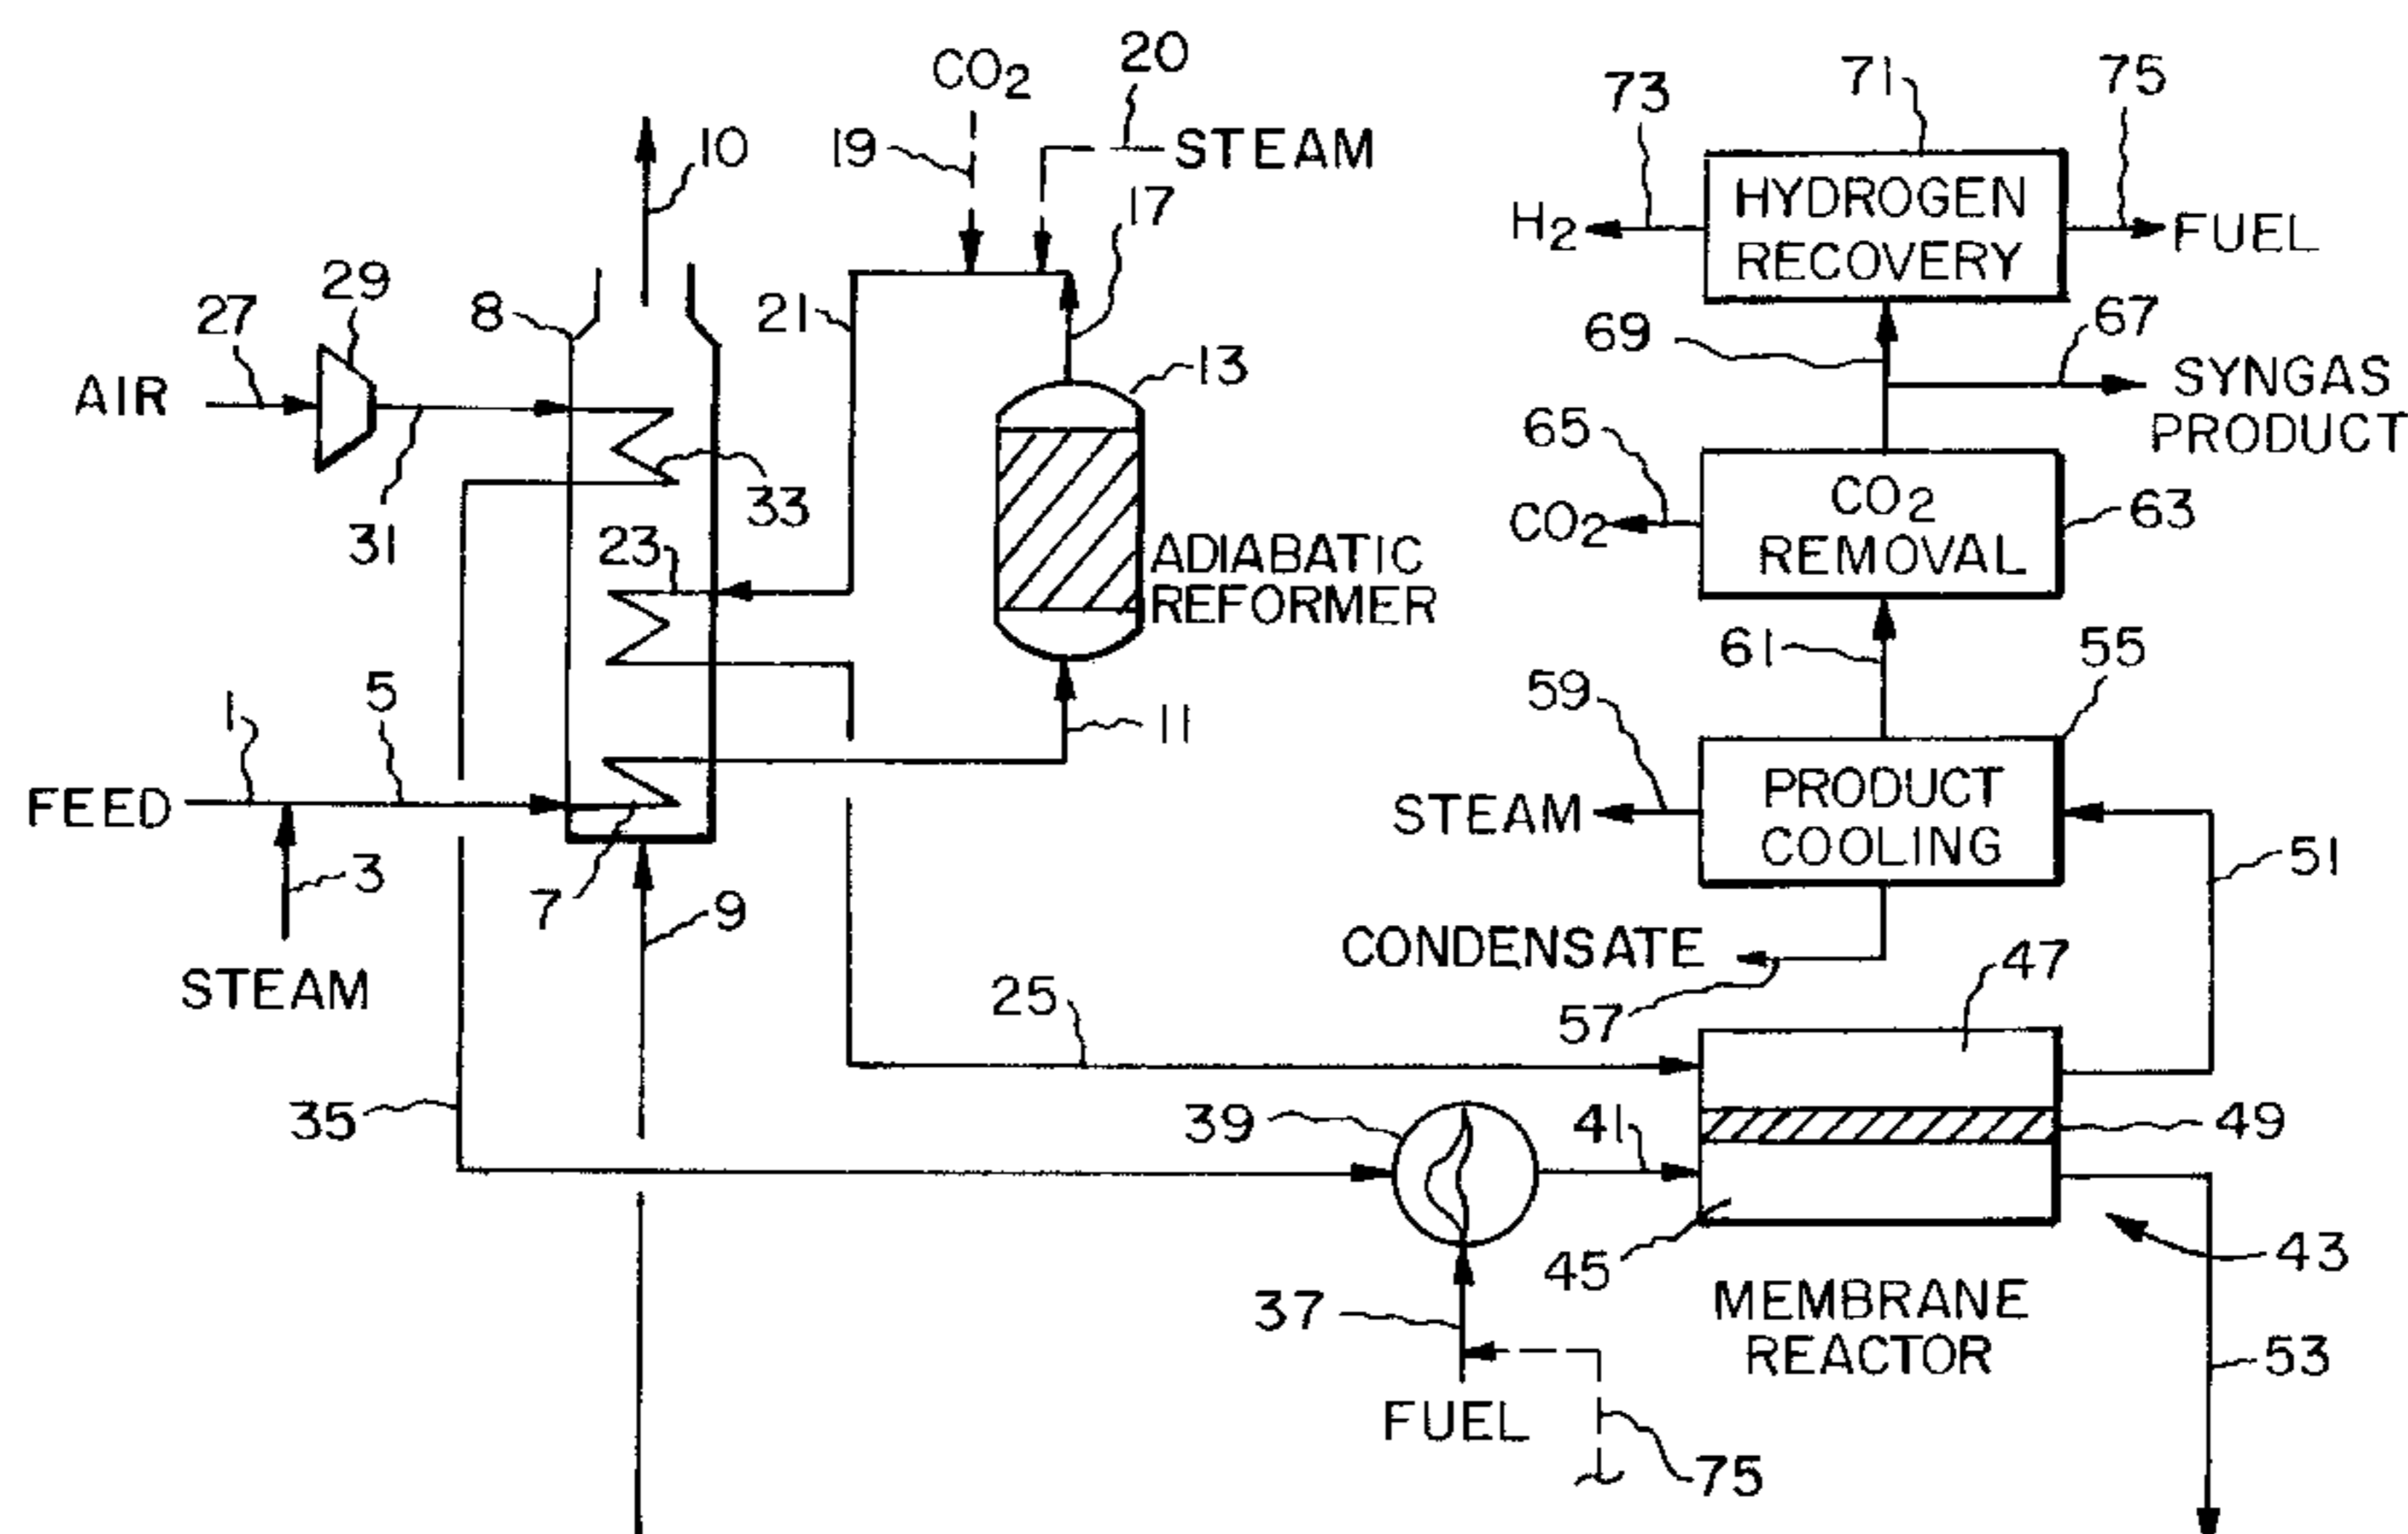 CO2
20
19
STEAM
10
17
71
75
73
HYDROGEN
RECOVERY
H2
FUEL
29
27
8
21
AIR
13
69
67
SYNGAS
PRODUCT
31
33
23
ADIABATIC
REFORMER
65
CO2
CO2
REMOVAL
63
1
5
11
61
55
59
FEED
3
STEAM
7
9
STEAM
PRODUCT
COOLING
51
CONDENSATE
57
47
25
35
39
41
49
45
43
37
MEMBRANE
REACTOR
53
FUEL
75